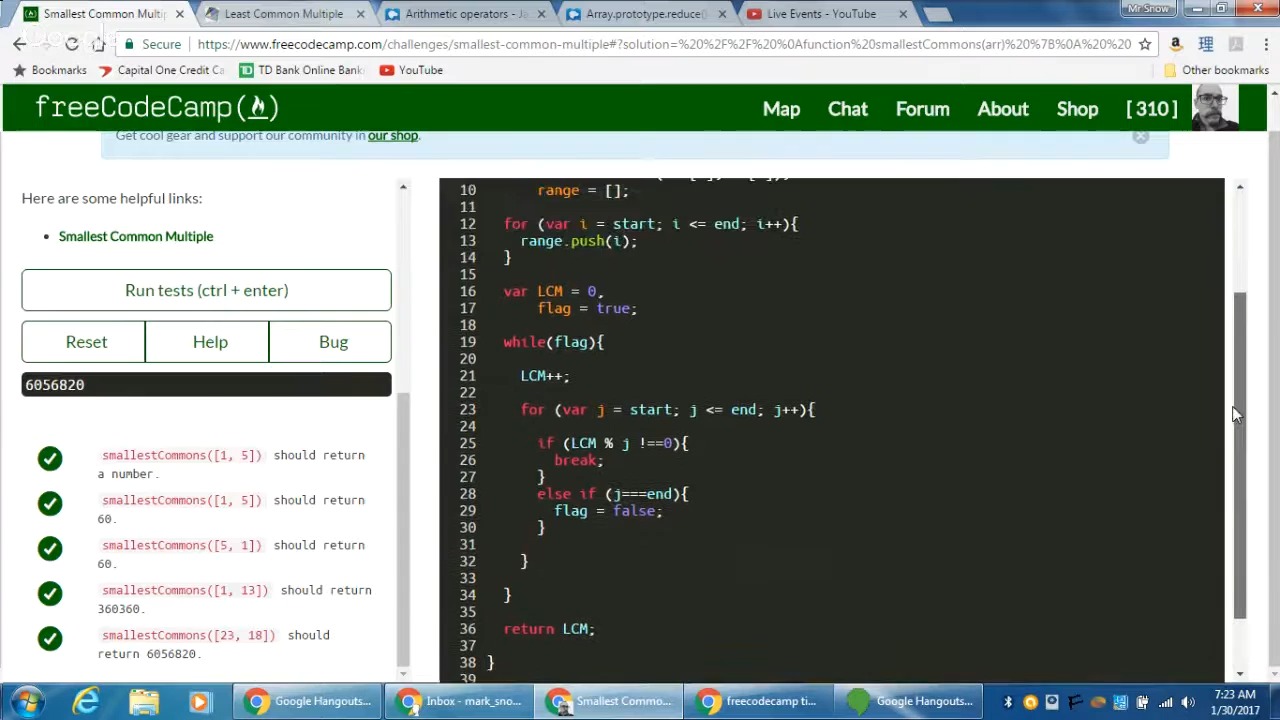 Smallest Common Multip
Least Common Multiple
Arithmetic operators - Ja
Array.prototype.reduce(
Live Events - YouTube
Mr Snow
Secure
https://www.freecodecamp.com/challenges/smallest-common-multiple#?solution=%20%2F%2F%20%0Afunction%20smallestCommons(arr)%20%7B%0A%20%20
Bookmarks
Capital One Credit Ca
TD Bank Online Bank
YouTube
Other bookmarks
freeCodeCamp
Map
Chat
Forum
About
Shop
[ 310 ]
Get cool gear and support our community in our shop.
Here are some helpful links:
Smallest Common Multiple
Run tests (ctrl + enter)
Reset
Help
Bug
6056820
smallestCommons([1, 5]) should return
a number.
smallestCommons([1, 5]) should return
60.
smallestCommons([5, 1]) should return
60.
smallestCommons([1, 13]) should return
360360.
smallestCommons([23, 18]) should
return 6056820.
10 range = [];
11
12 for (var i = start; i <= end; i++){
13 range.push(i);
14 }
15
16 var LCM = 0,
17 flag = true;
18
19 while(flag){
20
21 LCM++;
22
23 for (var j = start; j <= end; j++){
24
25 if (LCM % j !==0){
26 break;
27 }
28 else if (j===end){
29 flag = false;
30 }
31
32 }
33
34 }
35
36 return LCM;
37
38 }
39
Google Hangouts...
Inbox - mark_sno...
Smallest Commo...
freecodecamp ti...
Google Hangouts...
7:23 AM
1/30/2017